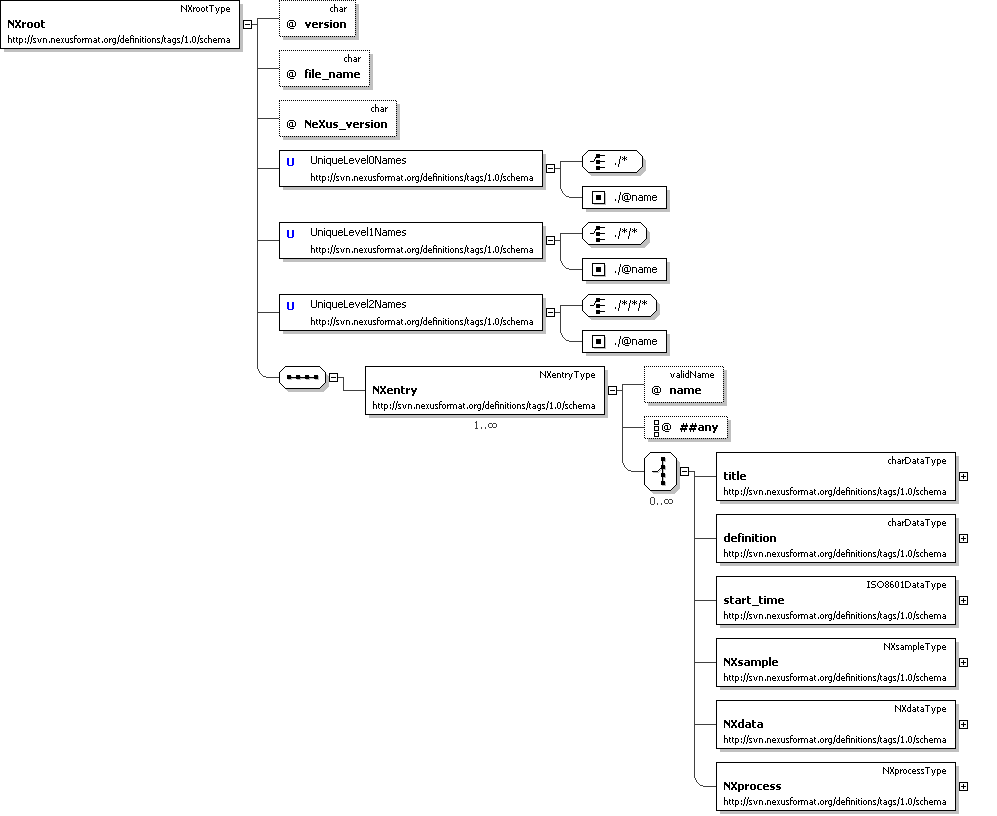 NXrootType
NXroot
http://svn.nexusformat.org/definitions/tags/1.0/schema
char
@ version
char
@ file_name
char
@ NeXus_version
U UniqueLevel0Names
http://svn.nexusformat.org/definitions/tags/1.0/schema
./*
./@name
U UniqueLevel1Names
http://svn.nexusformat.org/definitions/tags/1.0/schema
./*/*
./@name
U UniqueLevel2Names
http://svn.nexusformat.org/definitions/tags/1.0/schema
./*/*/*
./@name
NXentryType
NXentry
http://svn.nexusformat.org/definitions/tags/1.0/schema
1..∞
validName
@ name
@ ##any
0..∞
charDataType
title
http://svn.nexusformat.org/definitions/tags/1.0/schema
charDataType
definition
http://svn.nexusformat.org/definitions/tags/1.0/schema
ISO8601DataType
start_time
http://svn.nexusformat.org/definitions/tags/1.0/schema
NXsampleType
NXsample
http://svn.nexusformat.org/definitions/tags/1.0/schema
NXdataType
NXdata
http://svn.nexusformat.org/definitions/tags/1.0/schema
NXprocessType
NXprocess
http://svn.nexusformat.org/definitions/tags/1.0/schema